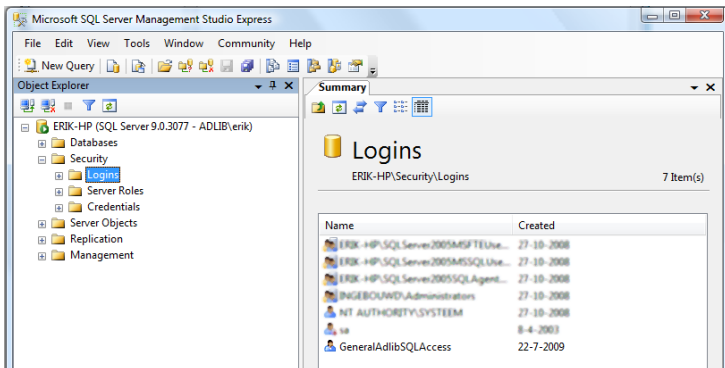 Microsoft SQL Server Management Studio Express
File Edit View Tools Window Community Help
New Query
Object Explorer
Summary
ERIK-HP (SQL Server 9.0.3077 - ADLIB\erik)
Databases
Security
Logins
Server Roles
Credentials
Server Objects
Replication
Management
Logins
ERIK-HP\Security\Logins 7 Item(s)
Name Created
ERIK-HP\SQLServer2005MSFTEUse... 27-10-2008
ERIK-HP\SQLServer2005MSSQLUse... 27-10-2008
ERIK-HP\SQLServer2005SQLAgent... 27-10-2008
INGEBOUWD\Administrators 27-10-2008
NT AUTHORITY\SYSTEEM 27-10-2008
sa 8-4-2003
GeneralAdlibSQLAccess 22-7-2009